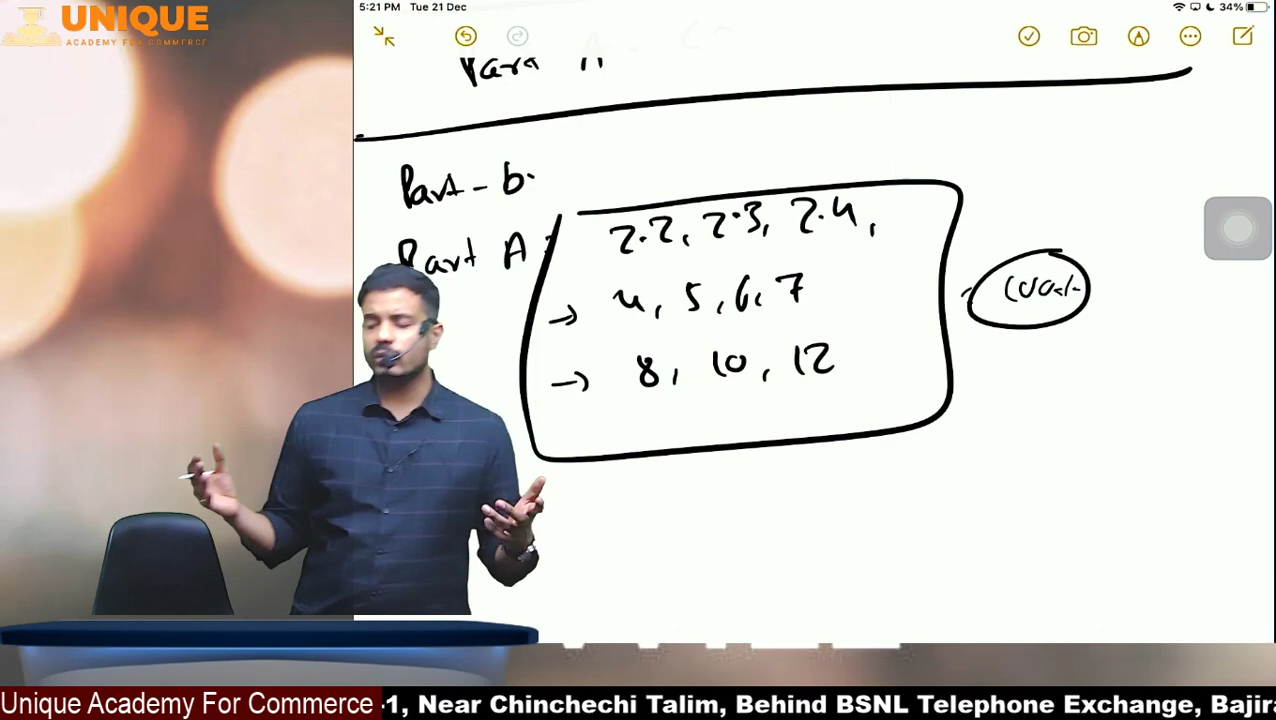 5:21 PM Tue 21 Dec
34%
UNIQUE
ACADEMY FOR COMMERCE
Part - b.
Part A :
2.2, 2.3, 2.4,
→ 4, 5, 6, 7
→ 8, 10, 12
Unique Academy For Commerce
-1, Near Chinchechi Talim, Behind BSNL Telephone Exchange, Bajira